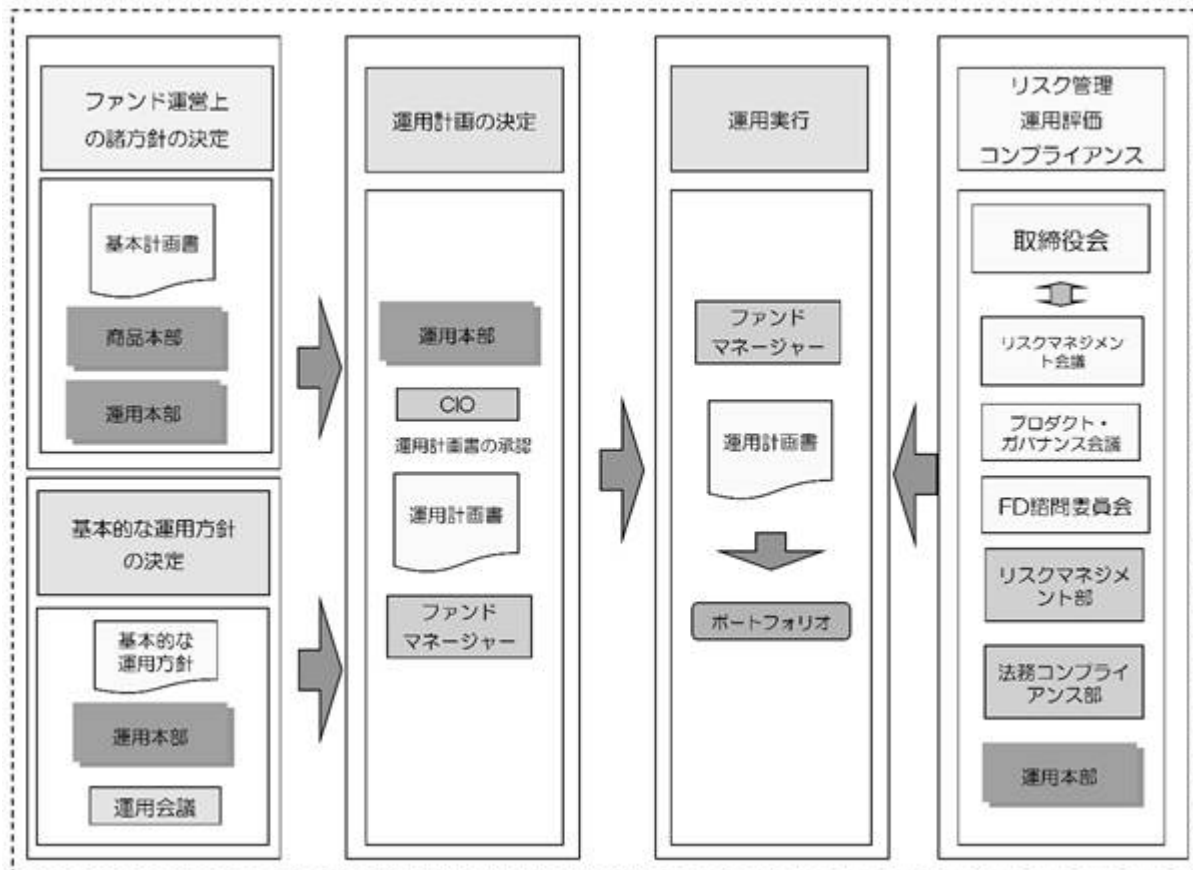 ファンド運営上
の諸方針の決定
基本計画書
商品本部
運用本部
基本的な運用方針
の決定
基本的な
運用方針
運用本部
運用会議
運用計画の決定
運用本部
CIO
運用計画書の承認
運用計画書
ファンド
マネージャー
運用実行
ファンド
マネージャー
運用計画書
ポートフォリオ
リスク管理
運用評価
コンプライアンス
取締役会
リスクマネジメン
ト会議
プロダクト・
ガバナンス会議
FD諮問委員会
リスクマネジメ
ント部
法務コンプライ
アンス部
運用本部